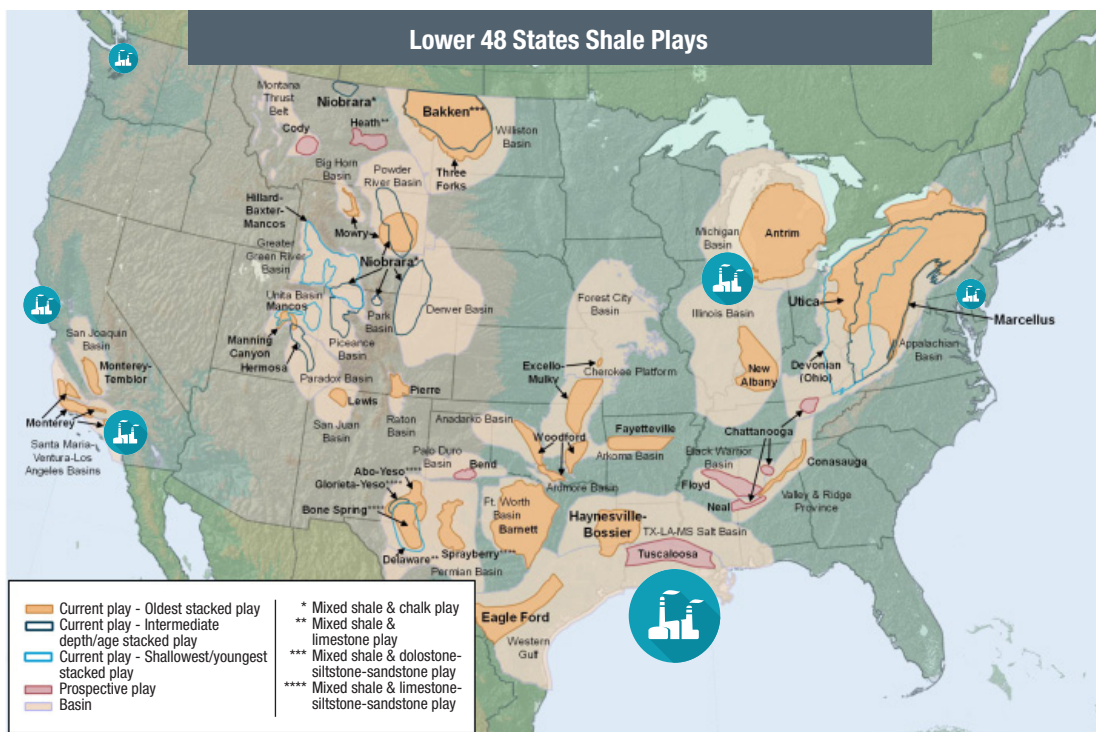 Lower 48 States Shale Plays
Montana
Thrust
Belt
Niobrara*
Bakken***
Cody
Heath**
Williston
Basin
Big Horn
Basin
Powder
River Basin
Three
Forks
Hillard-
Baxter-
Mancos
Mowry
Greater
Green River
Basin
Niobrara*
Michigan
Basin
Antrim
Unita Basin
Mancos
Park
Basin
Denver Basin
Forest City
Basin
Illinois Basin
Utica
Marcellus
San Joaquin
Basin
Manning
Canyon
Hermosa
Piceance
Basin
Appalachian
Basin
Monterey-
Temblor
Paradox Basin
Excello-
Mulky
Cherokee Platform
New
Albany
Devonian
(Ohio)
Pierre
Lewis
Monterey
San Juan
Basin
Raton
Basin
Anadarko Basin
Woodford
Fayetteville
Chattanooga
Santa Maria-
Ventura-Los
Angeles Basins
Palo Duro
Basin
Bend
Arkoma Basin
Black Warrior
Basin
Conasauga
Abo-Yeso****
Glorieta-Yeso****
Ardmore Basin
Floyd
Valley & Ridge
Province
Bone Spring****
Ft. Worth
Basin
Barnett
Haynesville-
Bossier
Neal
TX-LA-MS Salt Basin
Delaware**
Sprayberry****
Tuscaloosa
Permian Basin
Eagle Ford
Western
Gulf
Current play - Oldest stacked play
Current play - Intermediate
depth/age stacked play
Current play - Shallowest/youngest
stacked play
Prospective play
Basin
* Mixed shale & chalk play
** Mixed shale &
limestone play
*** Mixed shale & dolostone-
siltstone-sandstone play
**** Mixed shale & limestone-
siltstone-sandstone play